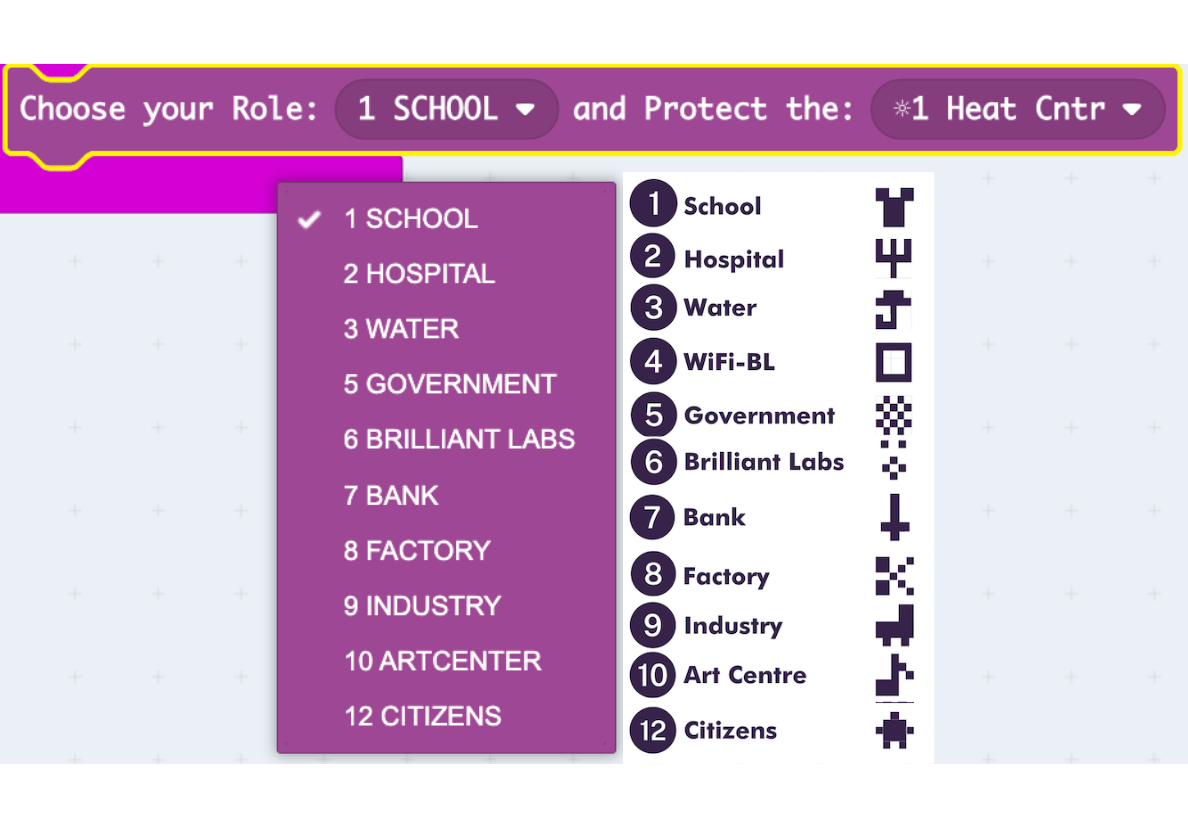 Choose your Role: 1 SCHOOL and Protect the: ☼1 Heat Cntr
1 SCHOOL
2 HOSPITAL
3 WATER
5 GOVERNMENT
6 BRILLIANT LABS
7 BANK
8 FACTORY
9 INDUSTRY
10 ARTCENTER
12 CITIZENS
1 School
2 Hospital
3 Water
4 WiFi-BL
5 Government
6 Brilliant Labs
7 Bank
8 Factory
9 Industry
10 Art Centre
12 Citizens